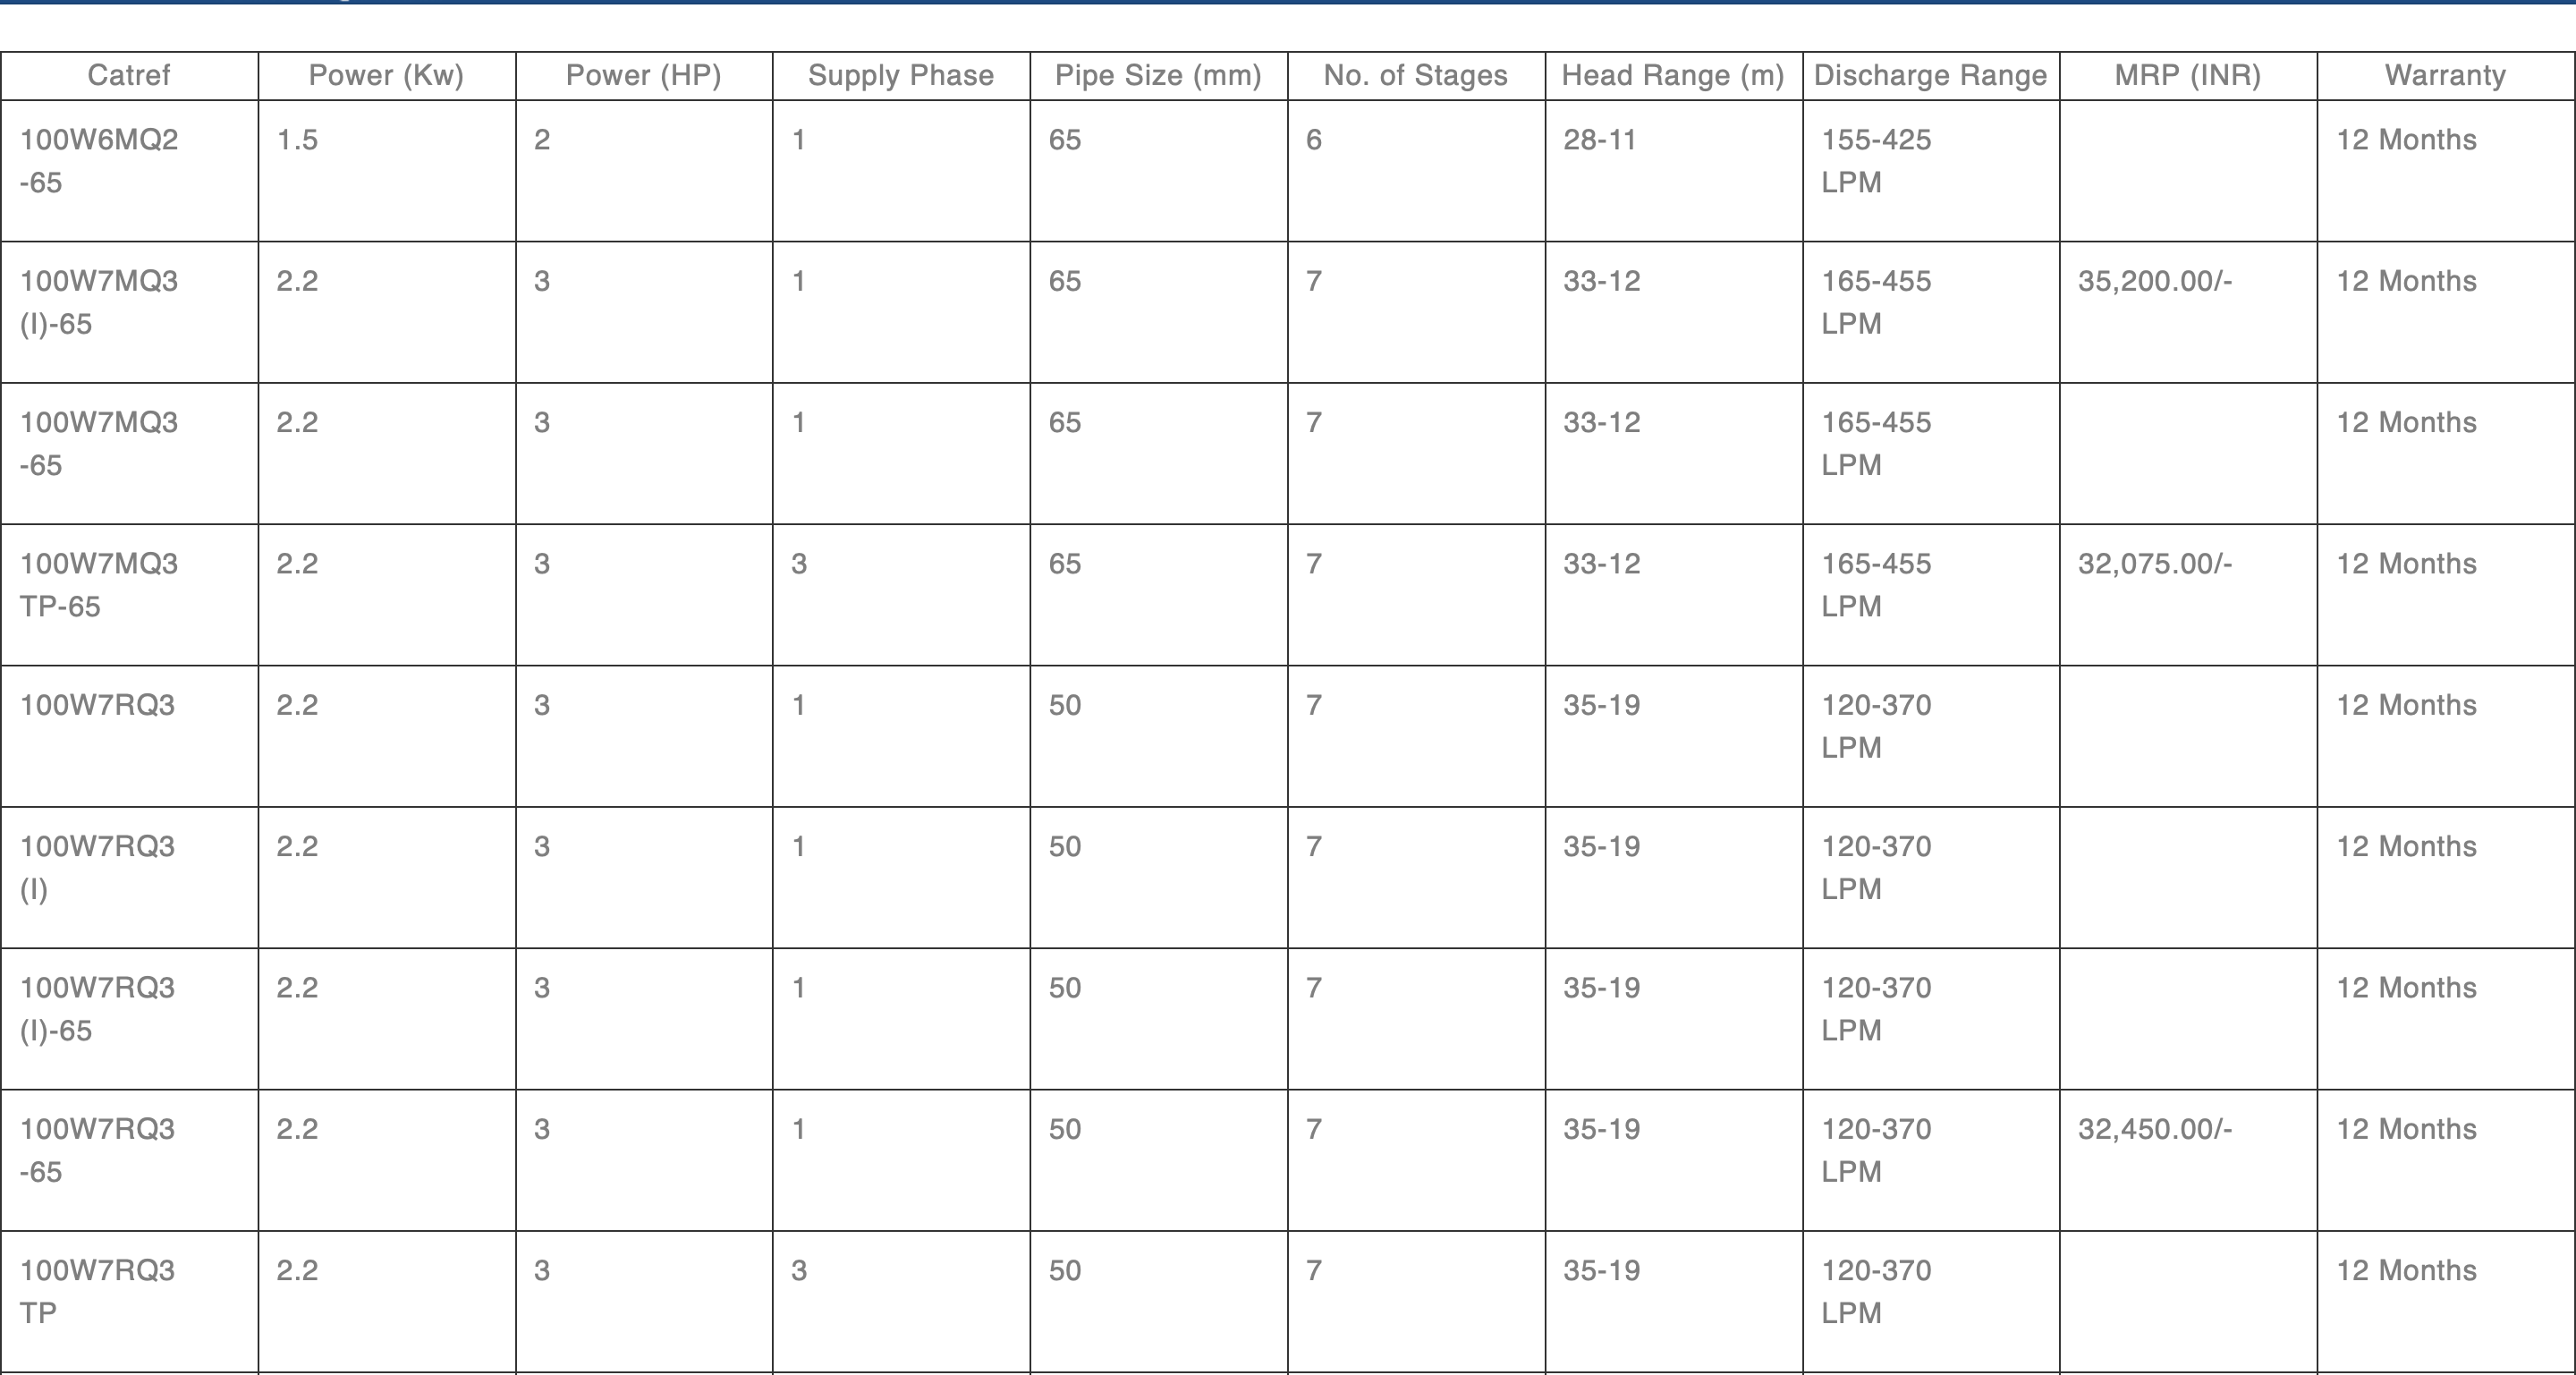 Catref Power (Kw) Power (HP) Supply Phase Pipe Size (mm) No. of Stages Head Range (m) Discharge Range MRP (INR) Warranty
100W6MQ2 1.5 2 1 65 6 28-11 155-425 12 Months
-65 LPM
100W7MQ3 2.2 3 1 65 7 33-12 165-455 35,200.00/- 12 Months
(I)-65 LPM
100W7MQ3 2.2 3 1 65 7 33-12 165-455 12 Months
-65 LPM
100W7MQ3 2.2 3 3 65 7 33-12 165-455 32,075.00/- 12 Months
TP-65 LPM
100W7RQ3 2.2 3 1 50 7 35-19 120-370 12 Months
LPM
100W7RQ3 2.2 3 1 50 7 35-19 120-370 12 Months
(I) LPM
100W7RQ3 2.2 3 1 50 7 35-19 120-370 12 Months
(I)-65 LPM
100W7RQ3 2.2 3 1 50 7 35-19 120-370 32,450.00/- 12 Months
-65 LPM
100W7RQ3 2.2 3 3 50 7 35-19 120-370 12 Months
TP LPM